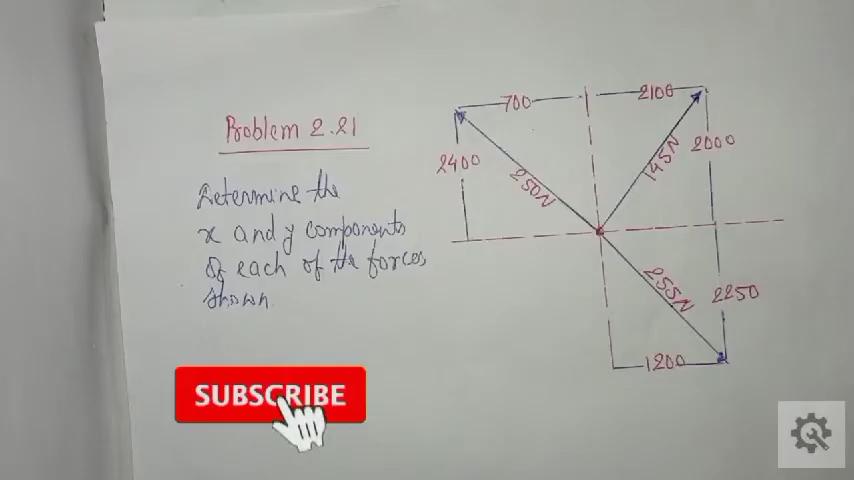 Problem 2.21
Determine the
x and y components
of each of the forces
shown.
700
2100
2400
250N
145N
2000
255N
2250
1200
SUBSCRIBE